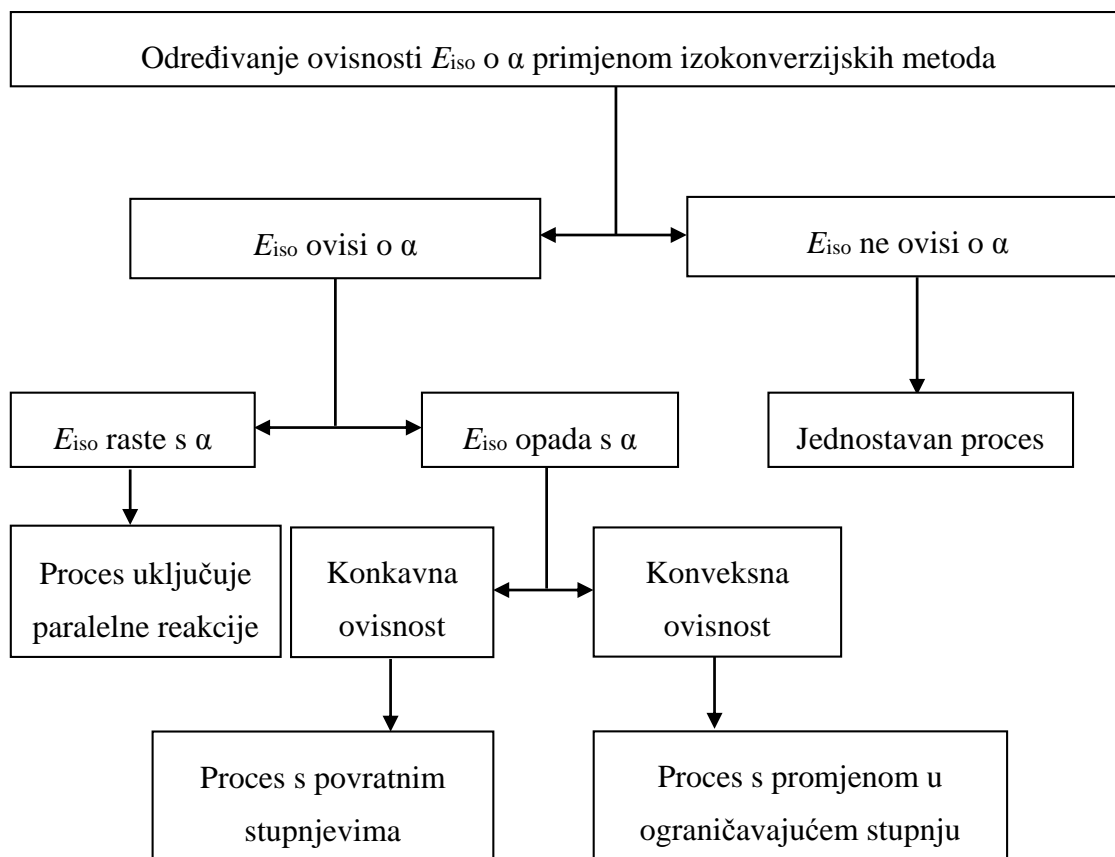 Određivanje ovisnosti Eiso o α primjenom izokonverzijskih metoda
Eiso ovisi o α
Eiso ne ovisi o α
Eiso raste s α
Eiso opada s α
Jednostavan proces
Proces uključuje
paralelne reakcije
Konkavna
ovisnost
Konveksna
ovisnost
Proces s povratnim
stupnjevima
Proces s promjenom u
ograničavajućem stupnju